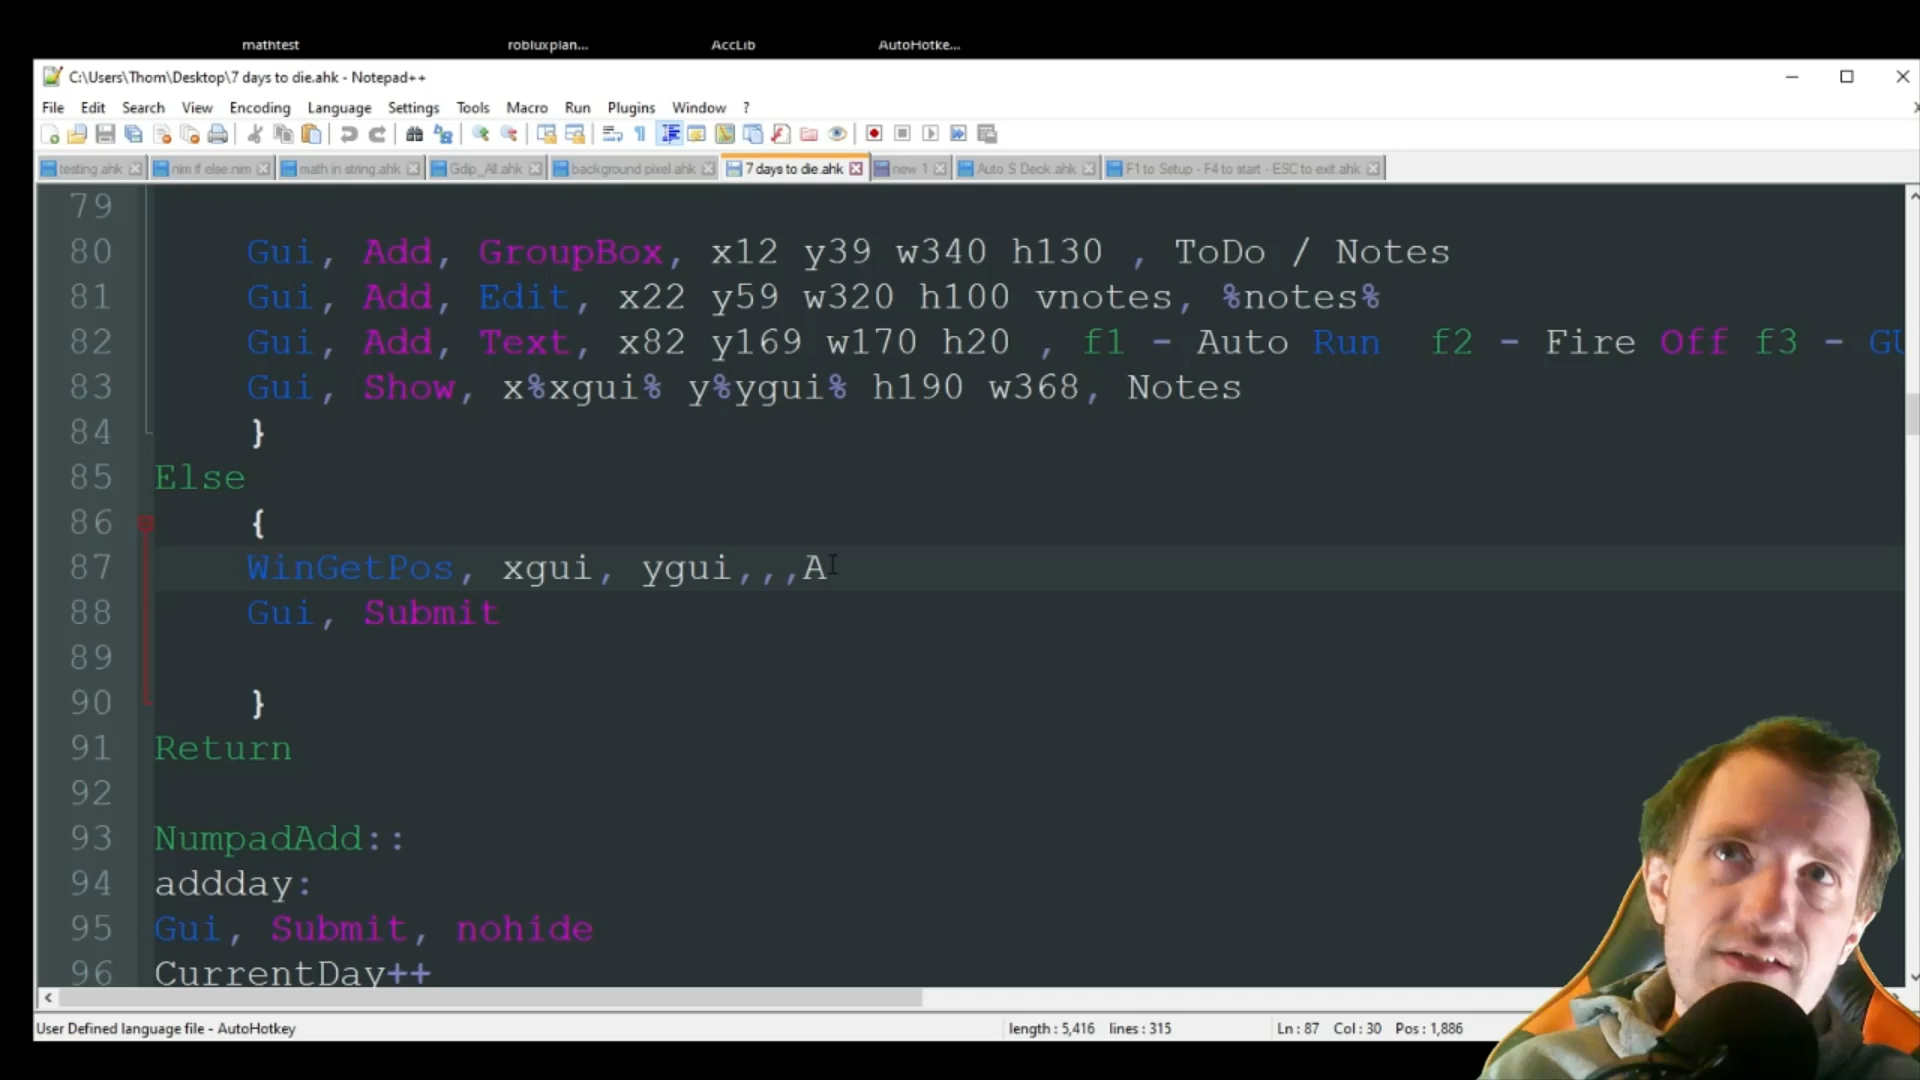 mathtest robluxplan... AccLib AutoHotke...
C:\Users\Thom\Desktop\7 days to die.ahk - Notepad++
File Edit Search View Encoding Language Settings Tools Macro Run Plugins Window ?
testing.ahk nim if else.nim math in string.ahk Gdip_All.ahk background pixel.ahk 7 days to die.ahk new 1 Auto S Deck.ahk F1 to Setup - F4 to start - ESC to exit.ahk
79
80 Gui, Add, GroupBox, x12 y39 w340 h130 , ToDo / Notes
81 Gui, Add, Edit, x22 y59 w320 h100 vnotes, %notes%
82 Gui, Add, Text, x82 y169 w170 h20 , f1 - Auto Run f2 - Fire Off f3 - GU
83 Gui, Show, x%xgui% y%ygui% h190 w368, Notes
84 }
85 Else
86 {
87 WinGetPos, xgui, ygui,,,A
88 Gui, Submit
89
90 }
91 Return
92
93 NumpadAdd::
94 addday:
95 Gui, Submit, nohide
96 CurrentDay++
User Defined language file - AutoHotkey length : 5,416 lines : 315 Ln : 87 Col : 30 Pos : 1,886